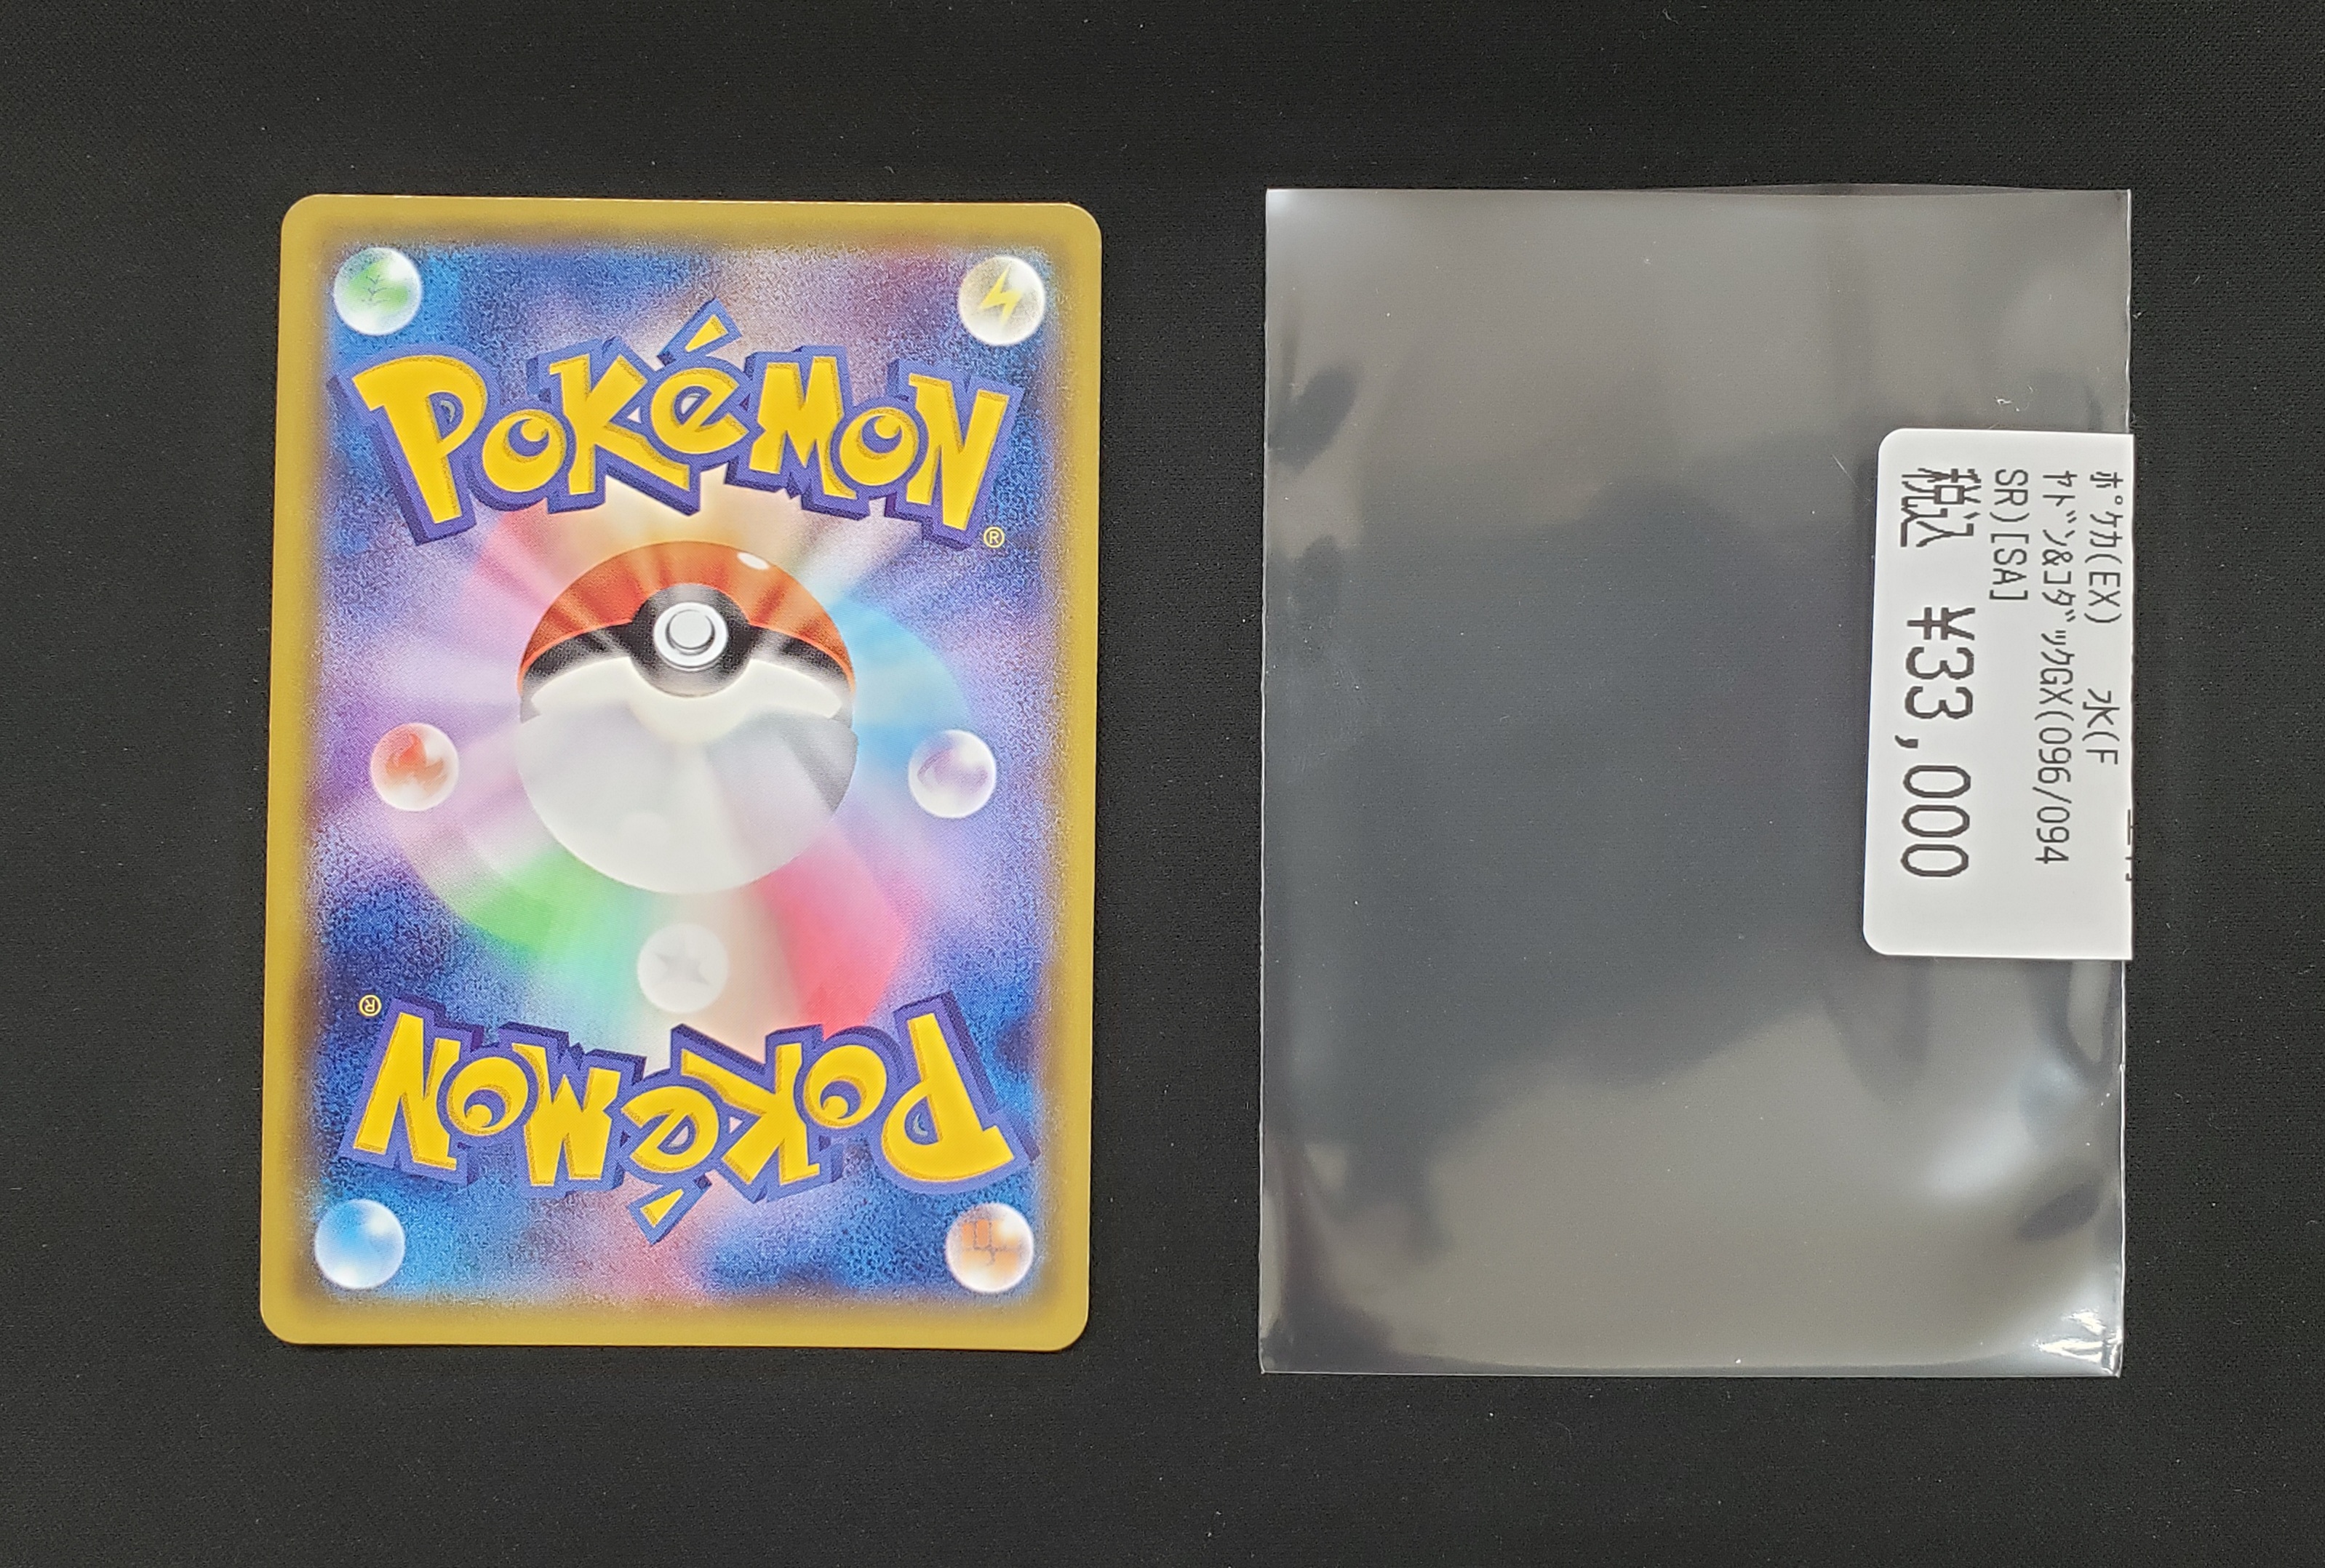 POKéMON
®
POKéMON
®
ﾎﾟｹｶ(EX) 水(F
ﾔﾄﾞﾝ&ｺﾀﾞｯｸGX(096/094
SR)[SA]
税込 ¥33,000